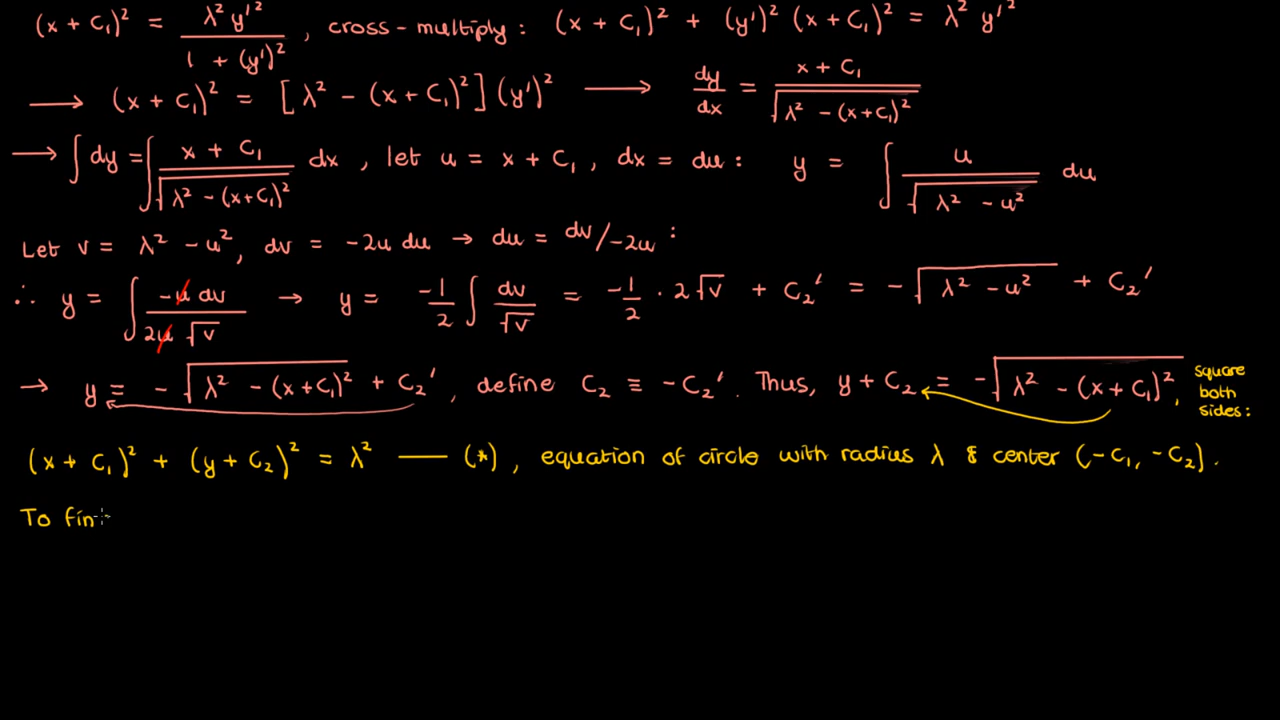 (x + C₁)² = λ² y'² / 1 + (y')² , cross-multiply: (x + C₁)² + (y')² (x + C₁)² = λ² y'²
⟶ (x + C₁)² = [λ² - (x + C₁)²] (y')² ⟶ dy/dx = x + C₁ / √(λ² - (x+C₁)²)
⟶ ∫ dy = ∫ x + C₁ / √(λ² - (x+C₁)²) dx , let u = x + C₁ , dx = du : y = ∫ u / √(λ² - u²) du
Let v = λ² - u² , dv = -2u du → du = dv/-2u :
∴ y = ∫ -u dv / 2u √v → y = -1/2 ∫ dv/√v = -1/2 · 2√v + C₂' = -√(λ² - u²) + C₂'
→ y = -√(λ² - (x+C₁)²) + C₂' , define C₂ ≡ -C₂' . Thus, y + C₂ = -√(λ² - (x + C₁)²) , square both sides:
(x + C₁)² + (y + C₂)² = λ² — (*) , equation of circle with radius λ & center (-C₁, -C₂) .
To fin